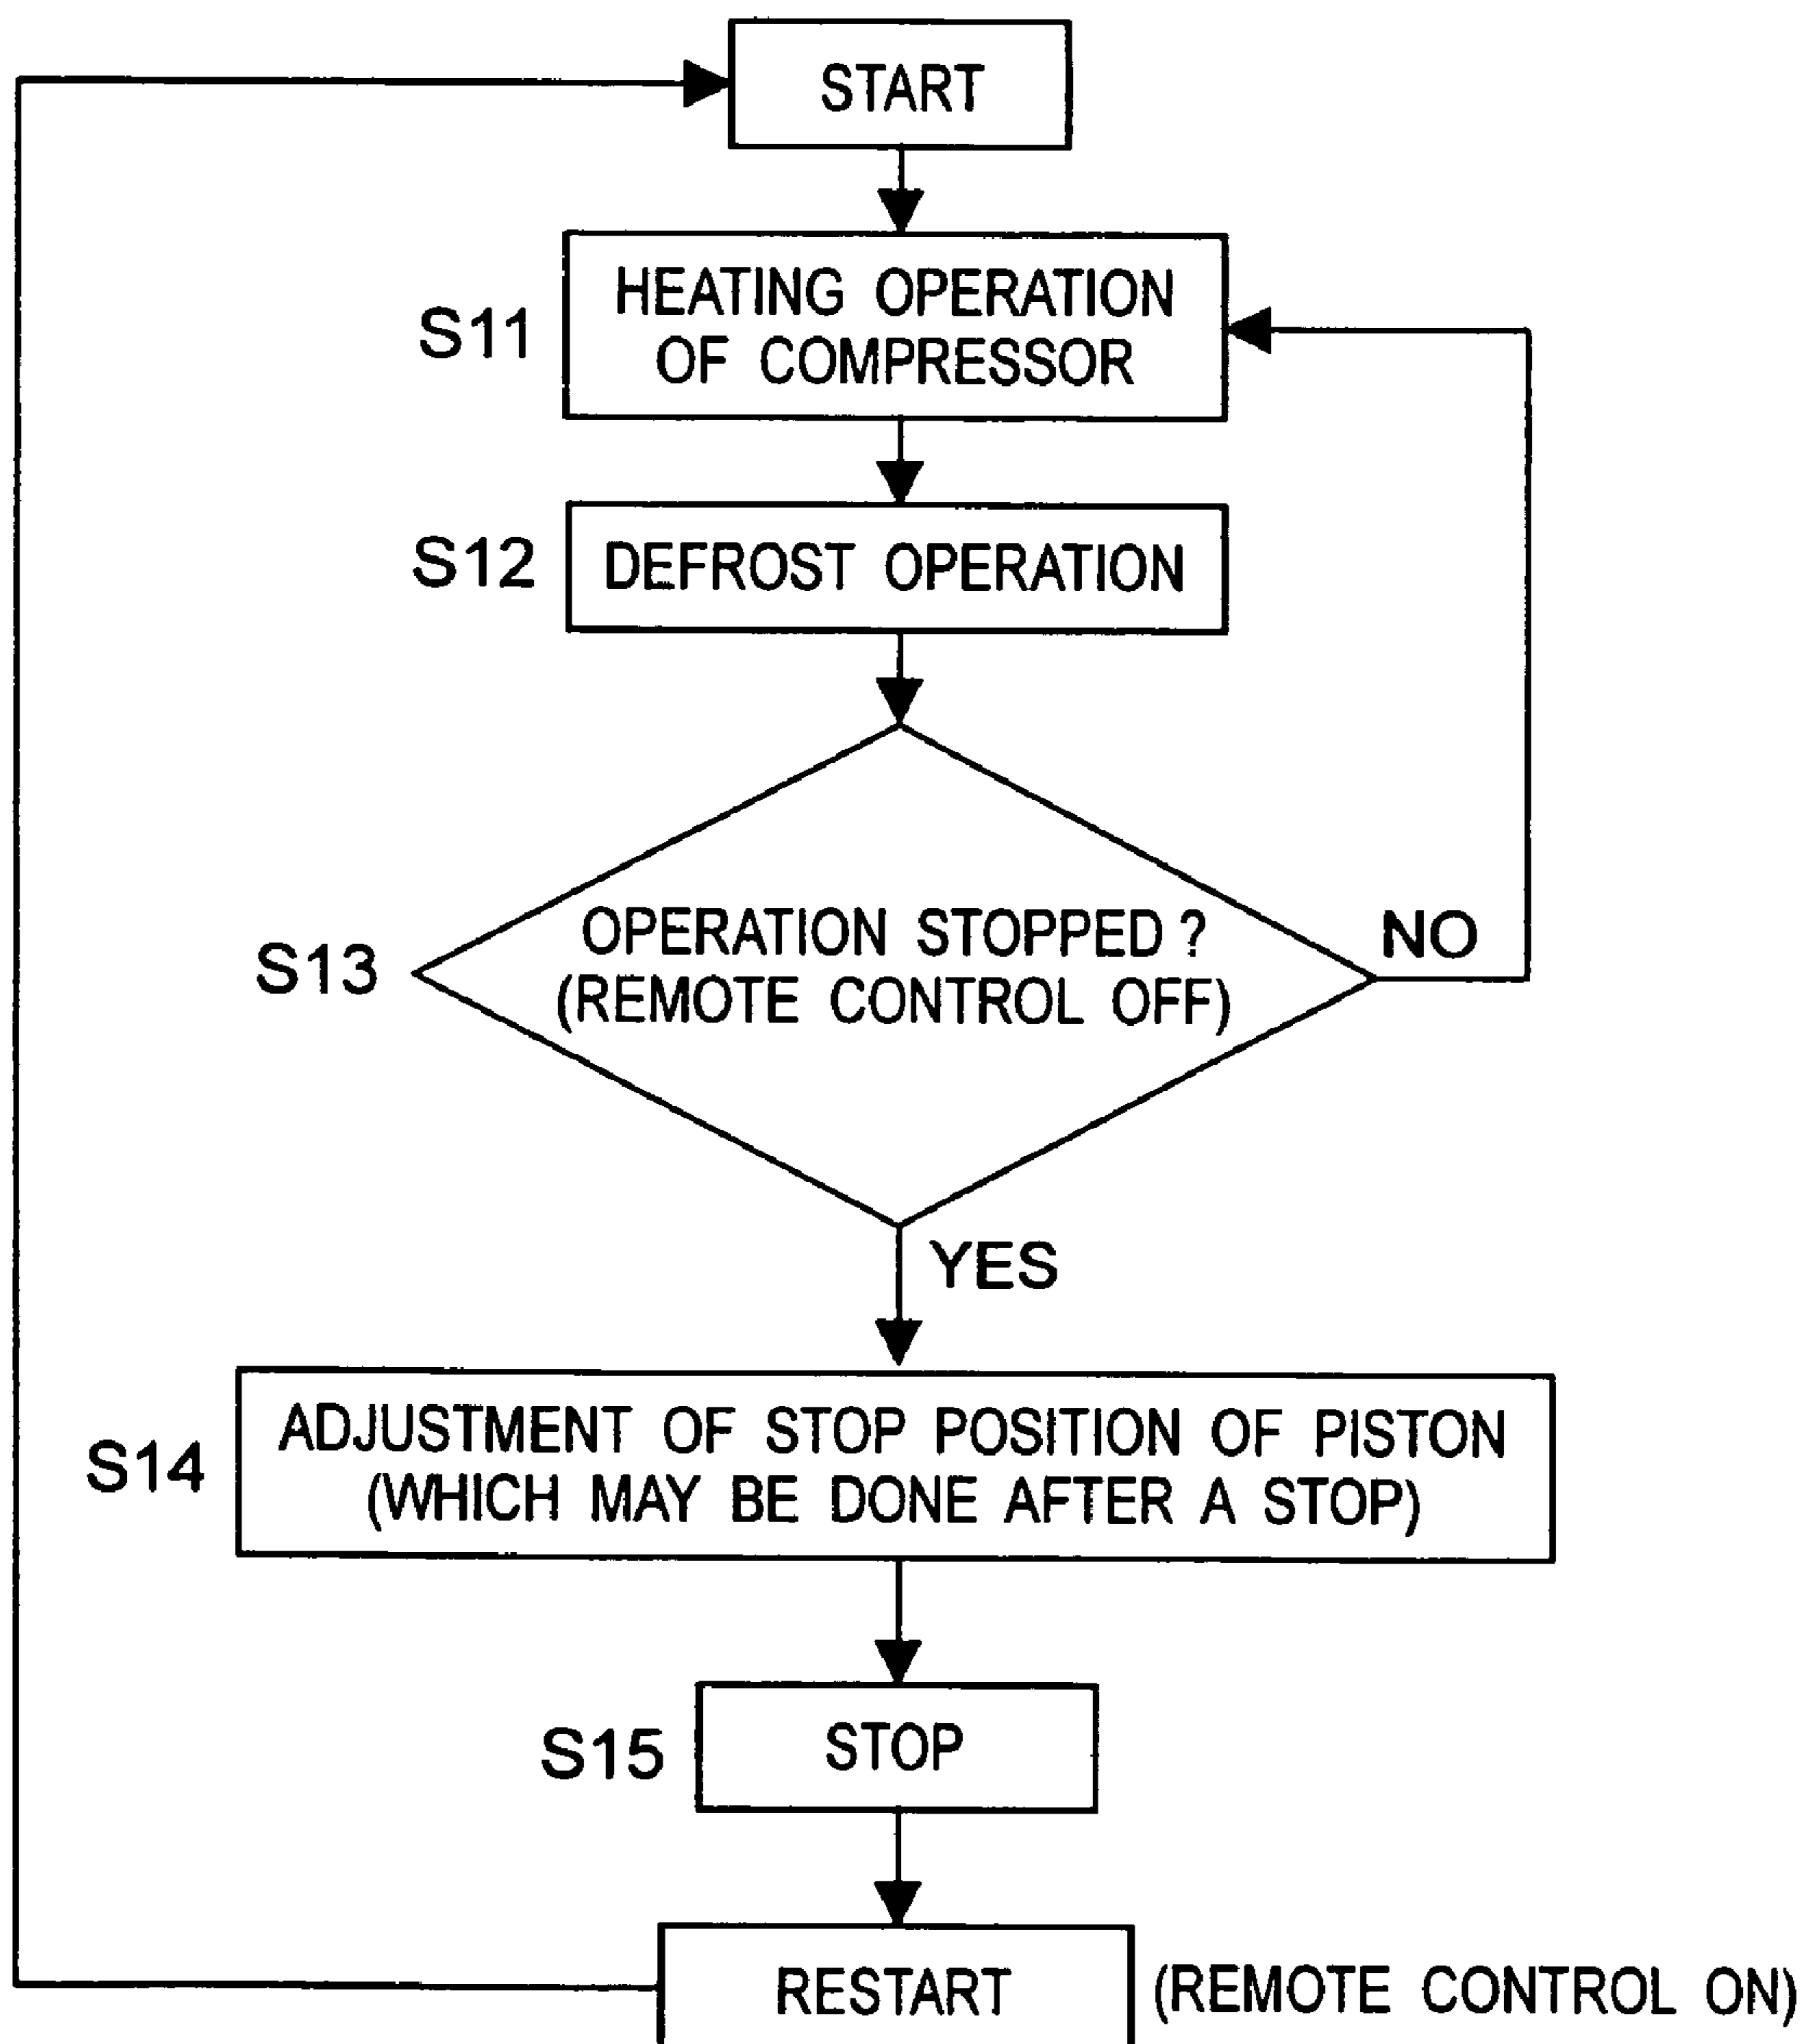 START
S11
HEATING OPERATION
OF COMPRESSOR
S12
DEFROST OPERATION
S13
OPERATION STOPPED ?
(REMOTE CONTROL OFF)
NO
YES
S14
ADJUSTMENT OF STOP POSITION OF PISTON
(WHICH MAY BE DONE AFTER A STOP)
S15
STOP
RESTART
(REMOTE CONTROL ON)